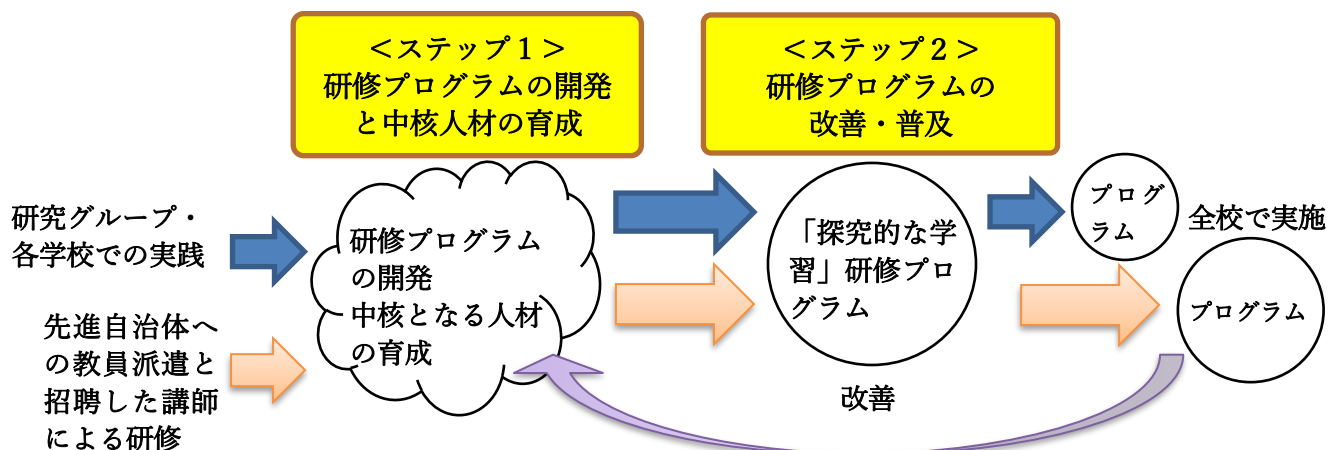 ＜ステップ１＞
研修プログラムの開発
と中核人材の育成
＜ステップ２＞
研修プログラムの
改善・普及
研究グループ・
各学校での実践
先進自治体へ
の教員派遣と
招聘した講師
による研修
研修プログラム
の開発
中核となる人材
の育成
「探究的な学
習」研修プロ
グラム
改善
プログ
ラム
全校で実施
プログラム